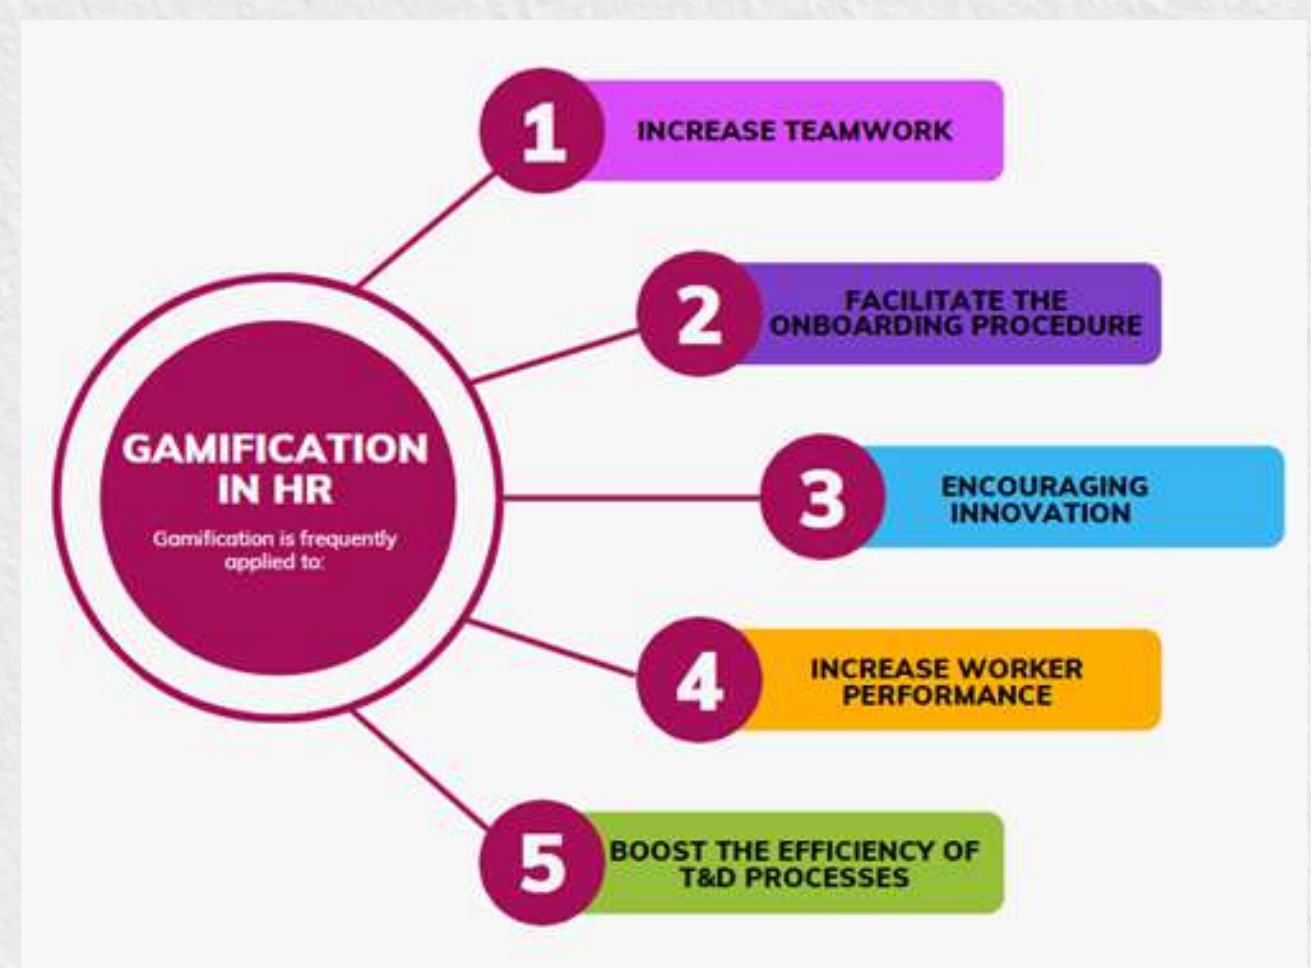 GAMIFICATION
IN HR
Gamification is frequently
applied to:
1
INCREASE TEAMWORK
2
FACILITATE THE
ONBOARDING PROCEDURE
3
ENCOURAGING
INNOVATION
4
INCREASE WORKER
PERFORMANCE
5
BOOST THE EFFICIENCY OF
T&D PROCESSES